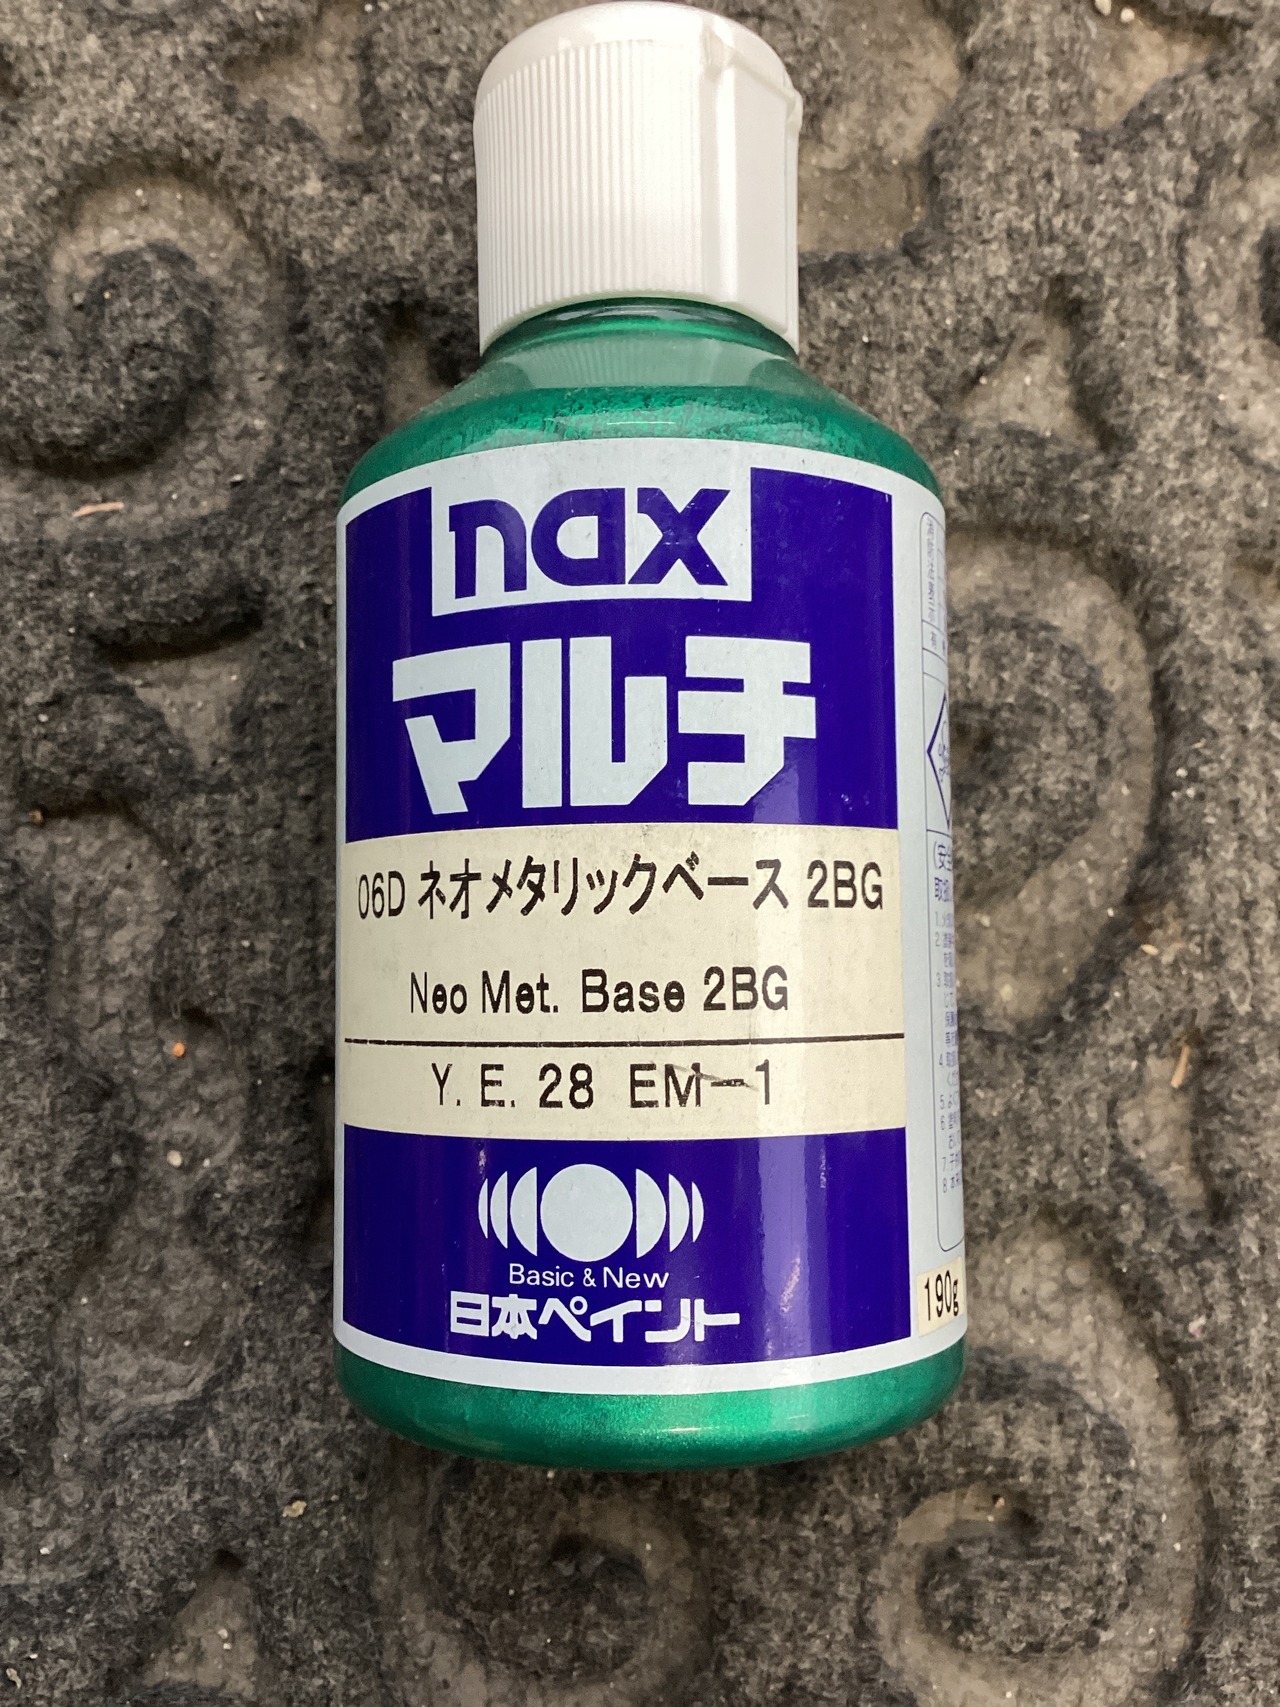 nax
マルチ
06D ネオメタリックベース 2BG
Neo Met. Base 2BG
Y. E. 28 EM-1
Basic & New
日本ペイント
190g